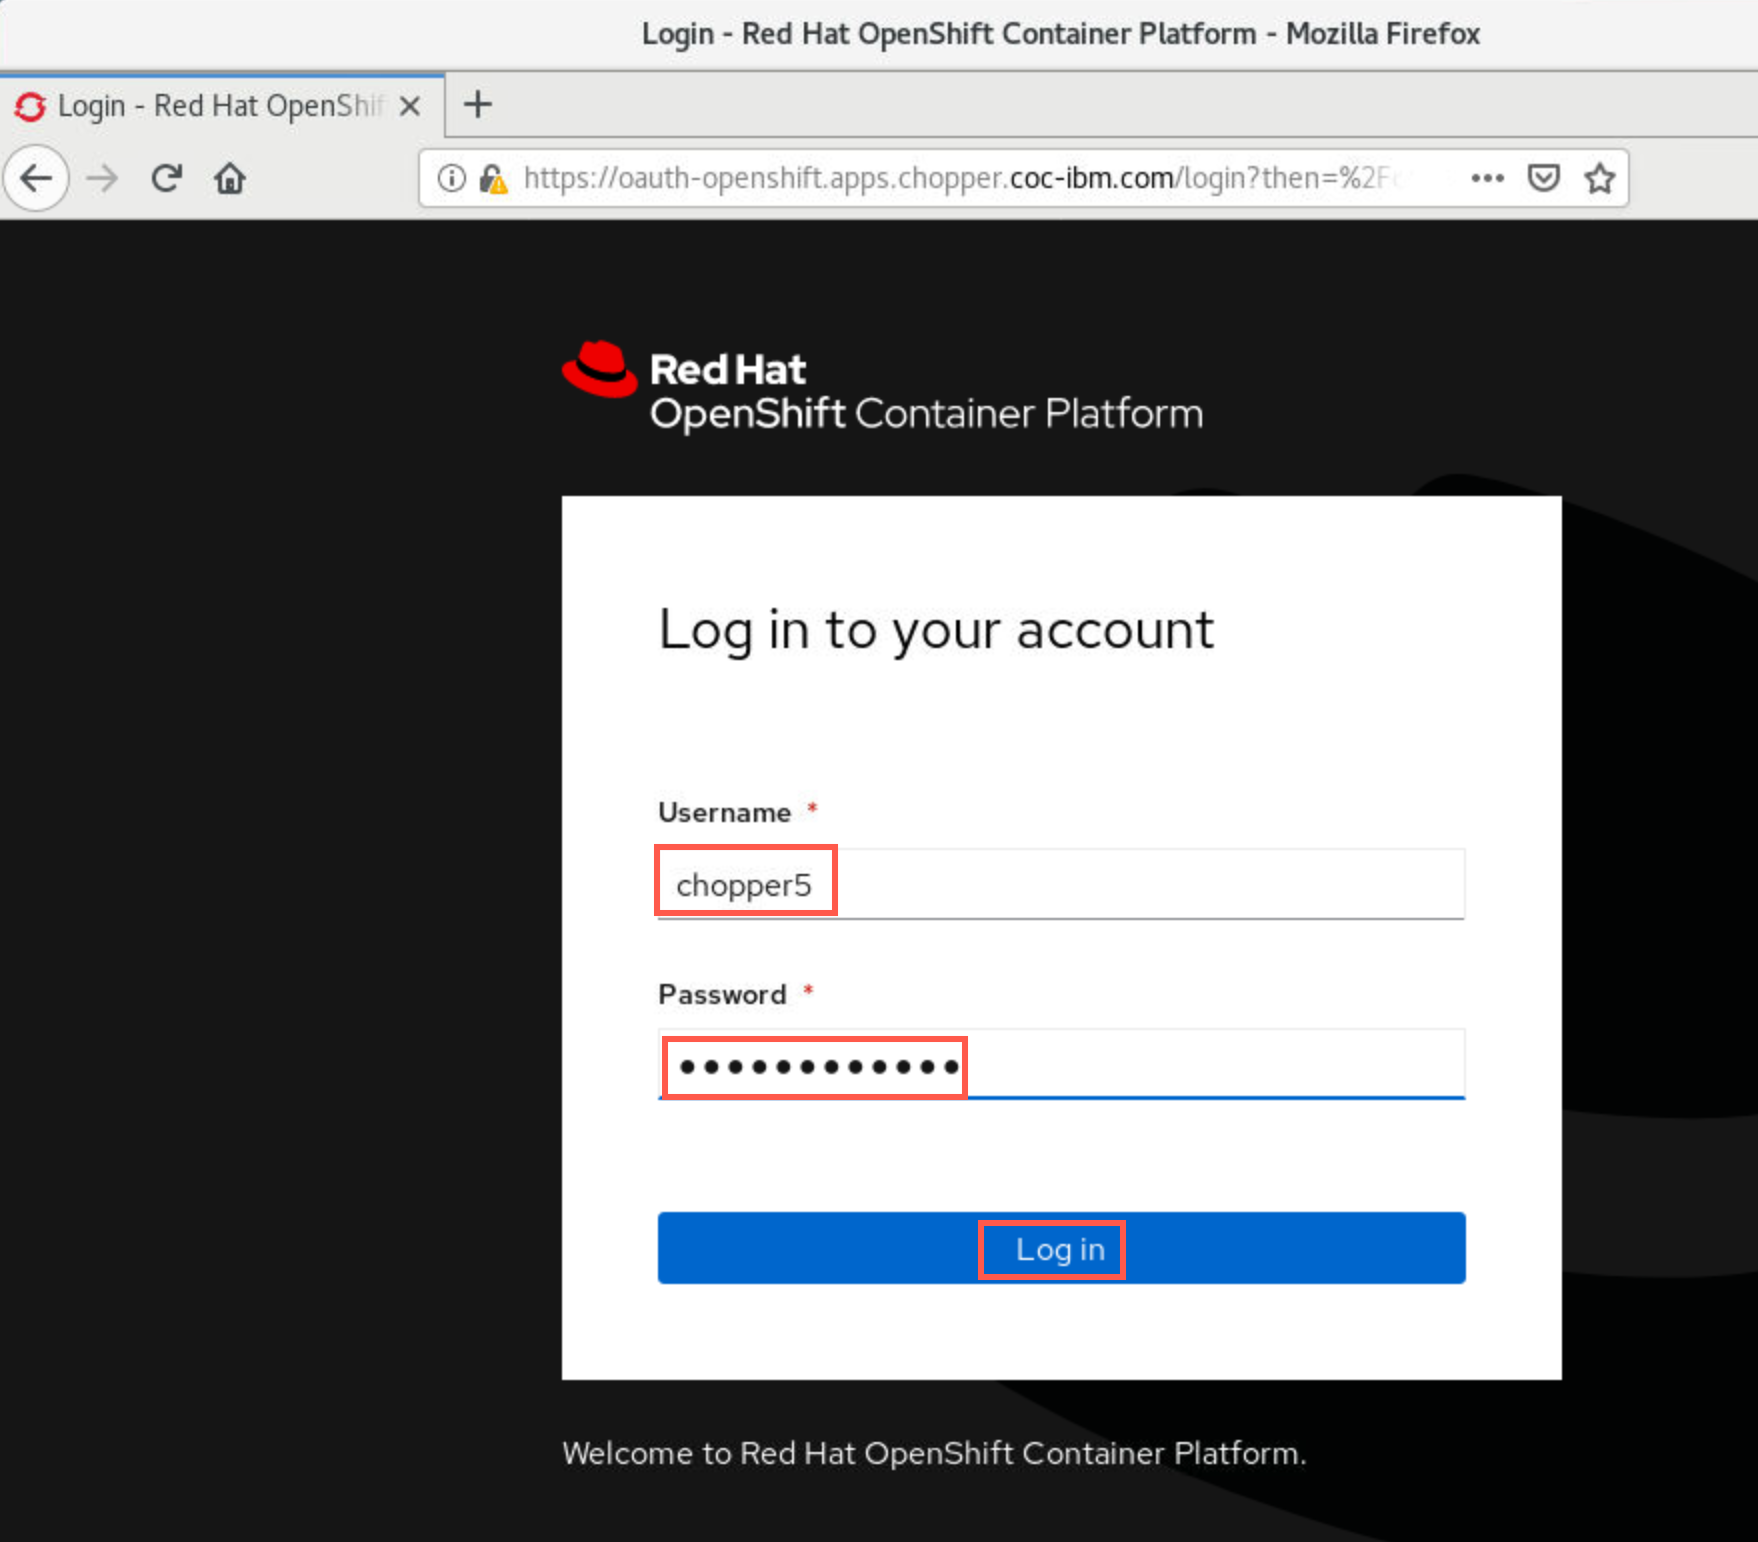 Login - Red Hat OpenShift Container Platform - Mozilla Firefox
Login - Red Hat OpenShif
https://oauth-openshift.apps.chopper.coc-ibm.com/login?then=%2F
Red Hat
OpenShift Container Platform
Log in to your account
Username *
chopper5
Password *
Log in
Welcome to Red Hat OpenShift Container Platform.